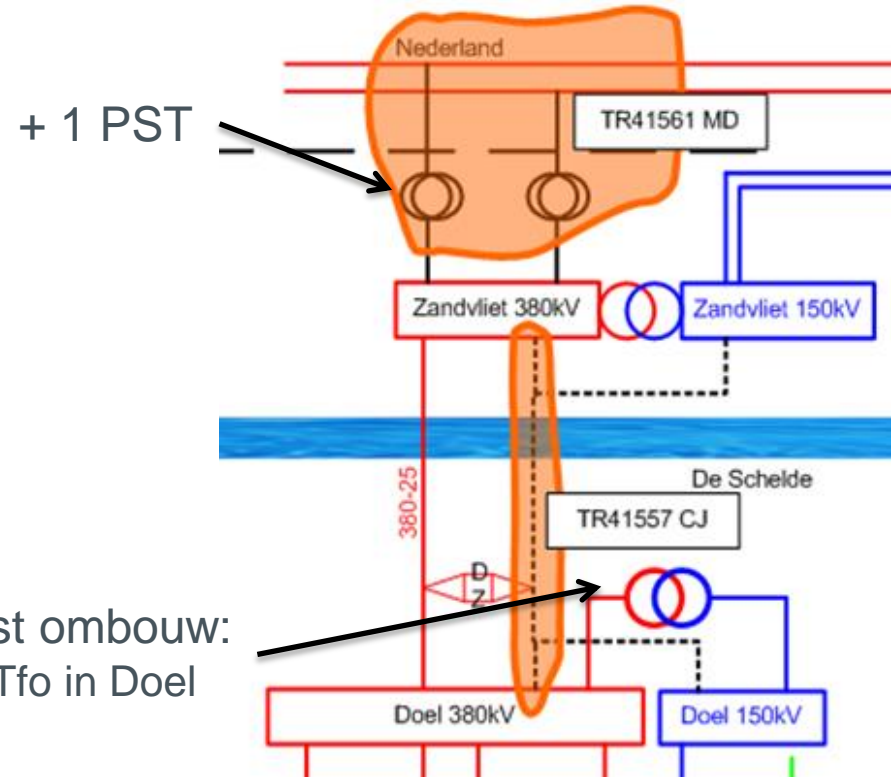 Nederland
+ 1 PST
TR41561 MD
Zandvliet 380kV
Zandvliet 150kV
380-25
De Schelde
TR41557 CJ
D
Z
st ombouw:
Tfo in Doel
Doel 380kV
Doel 150kV